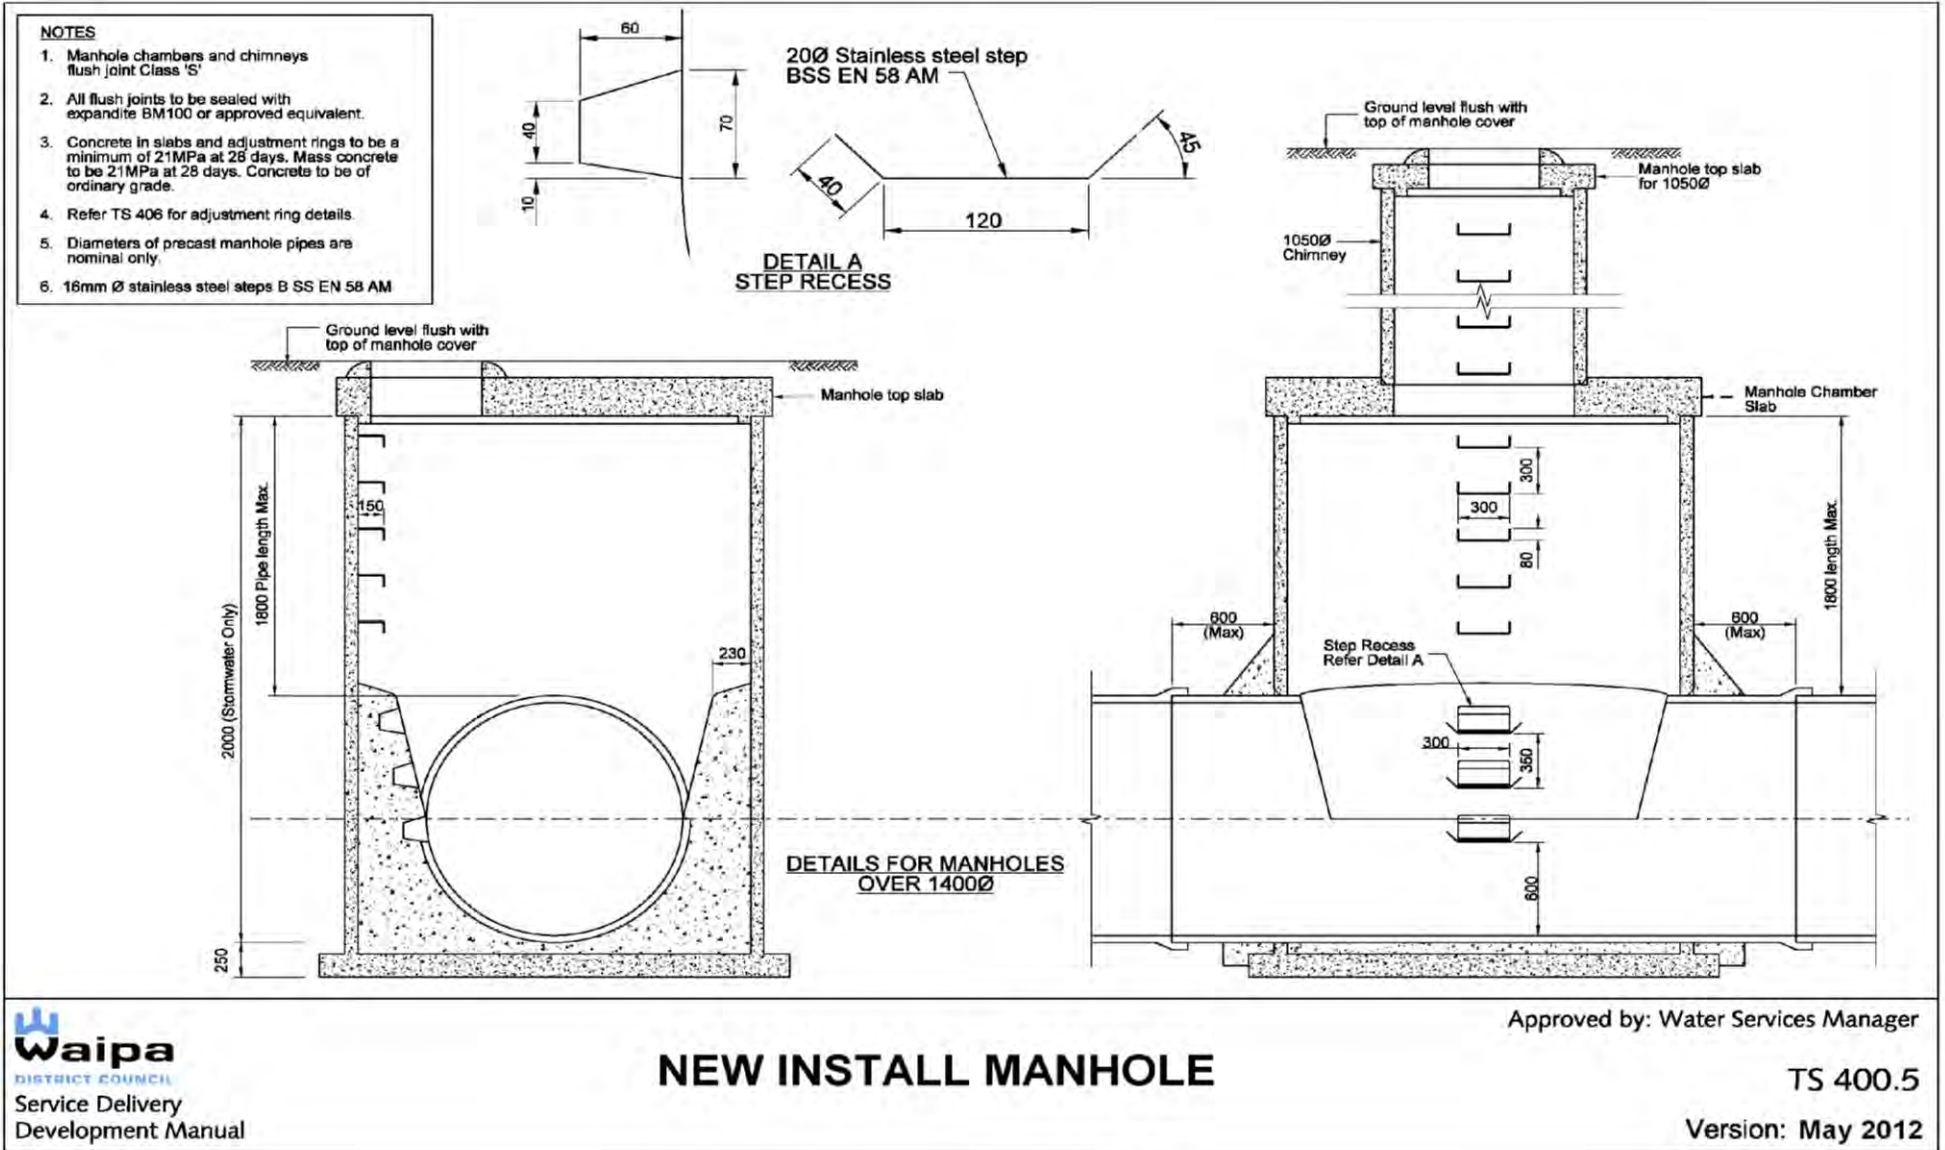 NOTES
1. Manhole chambers and chimneys
flush joint Class 'S'
2. All flush joints to be sealed with
expandite BM100 or approved equivalent.
3. Concrete in slabs and adjustment rings to be a
minimum of 21MPa at 28 days. Mass concrete
to be 21MPa at 28 days. Concrete to be of
ordinary grade.
4. Refer TS 406 for adjustment ring details.
5. Diameters of precast manhole pipes are
nominal only.
6. 16mm Ø stainless steel steps B SS EN 58 AM
60
40
70
10
20Ø Stainless steel step
BSS EN 58 AM
40
45
120
DETAIL A
STEP RECESS
Ground level flush with
top of manhole cover
Manhole top slab
for 1050Ø
1050Ø
Chimney
Ground level flush with
top of manhole cover
Manhole top slab
Manhole Chamber
Slab
150
1800 Pipe length Max.
2000 (Stormwater Only)
230
250
300
300
80
1800 length Max.
600
(Max)
600
(Max)
Step Recess
Refer Detail A
300
350
600
DETAILS FOR MANHOLES
OVER 1400Ø
Waipa
DISTRICT COUNCIL
Service Delivery
Development Manual
NEW INSTALL MANHOLE
Approved by: Water Services Manager
TS 400.5
Version: May 2012